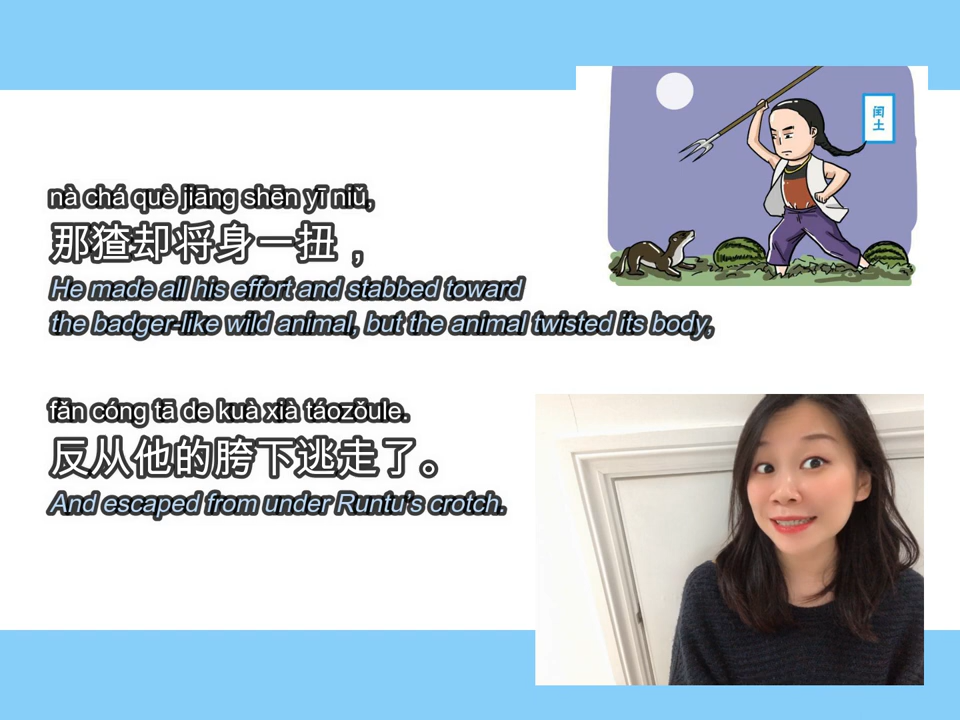 nà chá què jiāng shēn yī niǔ,
那猹却将身一扭，
He made all his effort and stabbed toward
the badger-like wild animal, but the animal twisted its body,
fǎn cóng tā de kuà xià táozǒule.
反从他的胯下逃走了。
And escaped from under Runtu's crotch.
闰土